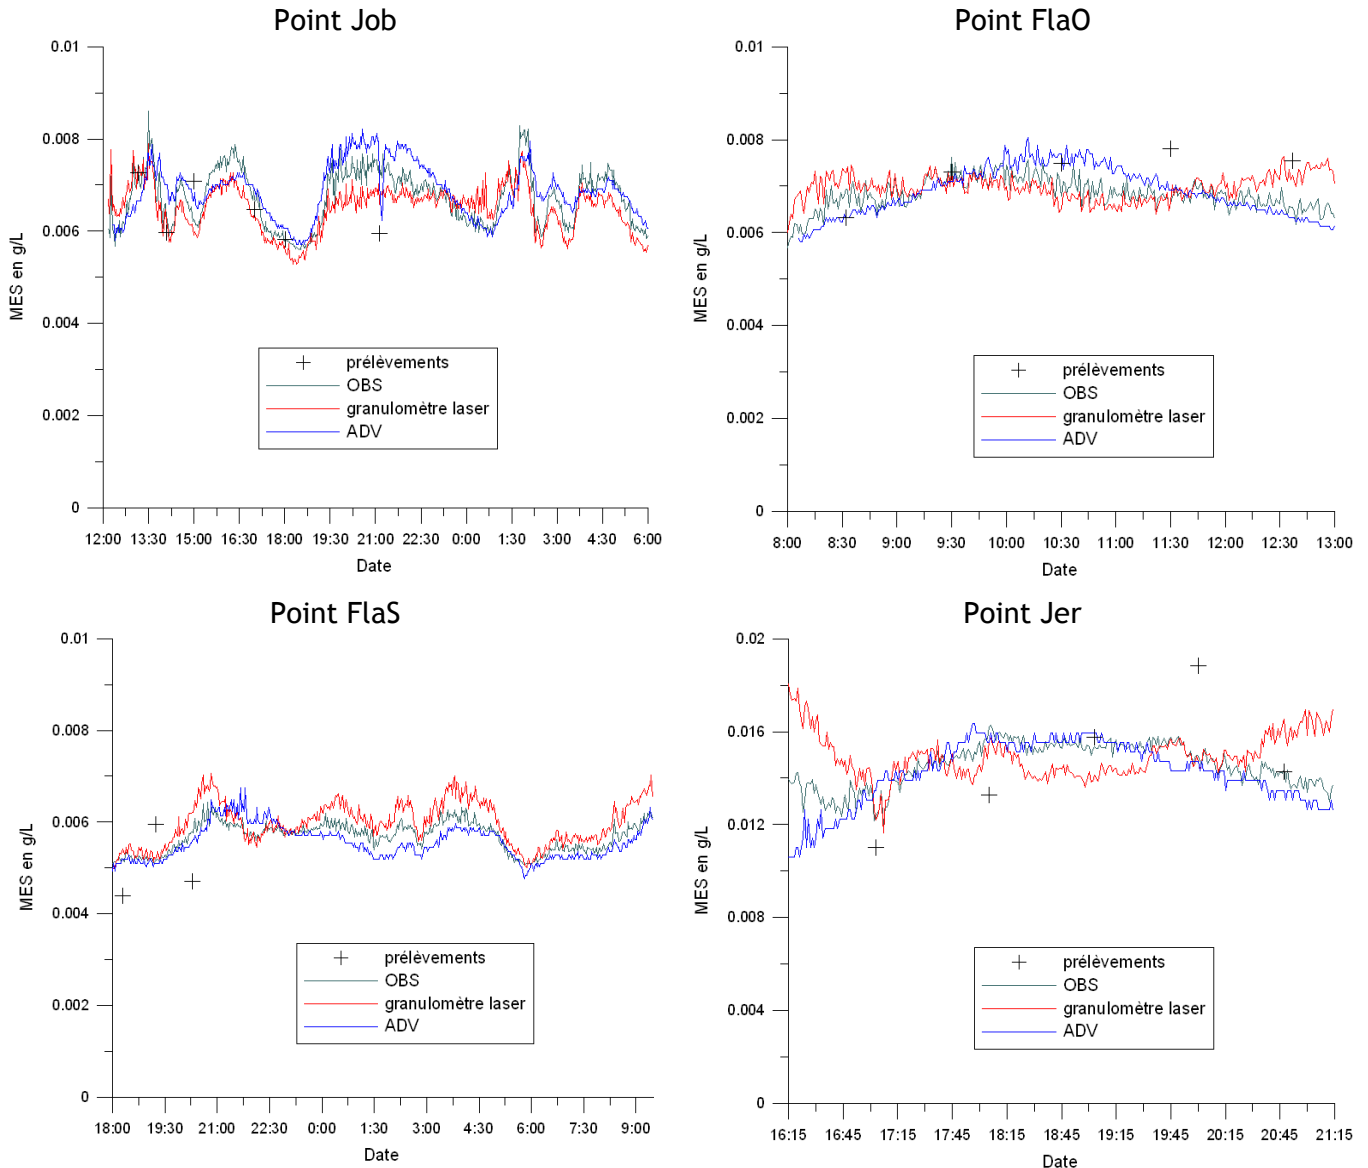 Point Job
0.01
0.008
0.006
0.004
0.002
0
MES en g/L
prélèvements
OBS
granulomètre laser
ADV
12:00 13:30 15:00 16:30 18:00 19:30 21:00 22:30 0:00 1:30 3:00 4:30 6:00
Date
Point FlaO
0.01
0.008
0.006
0.004
0.002
0
MES en g/L
prélèvements
OBS
granulomètre laser
ADV
8:00 8:30 9:00 9:30 10:00 10:30 11:00 11:30 12:00 12:30 13:00
Date
Point FlaS
0.01
0.008
0.006
0.004
0.002
0
MES en g/L
prélèvements
OBS
granulomètre laser
ADV
18:00 19:30 21:00 22:30 0:00 1:30 3:00 4:30 6:00 7:30 9:00
Date
Point Jer
0.02
0.016
0.012
0.008
0.004
0
MES en g/L
prélèvements
OBS
granulomètre laser
ADV
16:15 16:45 17:15 17:45 18:15 18:45 19:15 19:45 20:15 20:45 21:15
Date